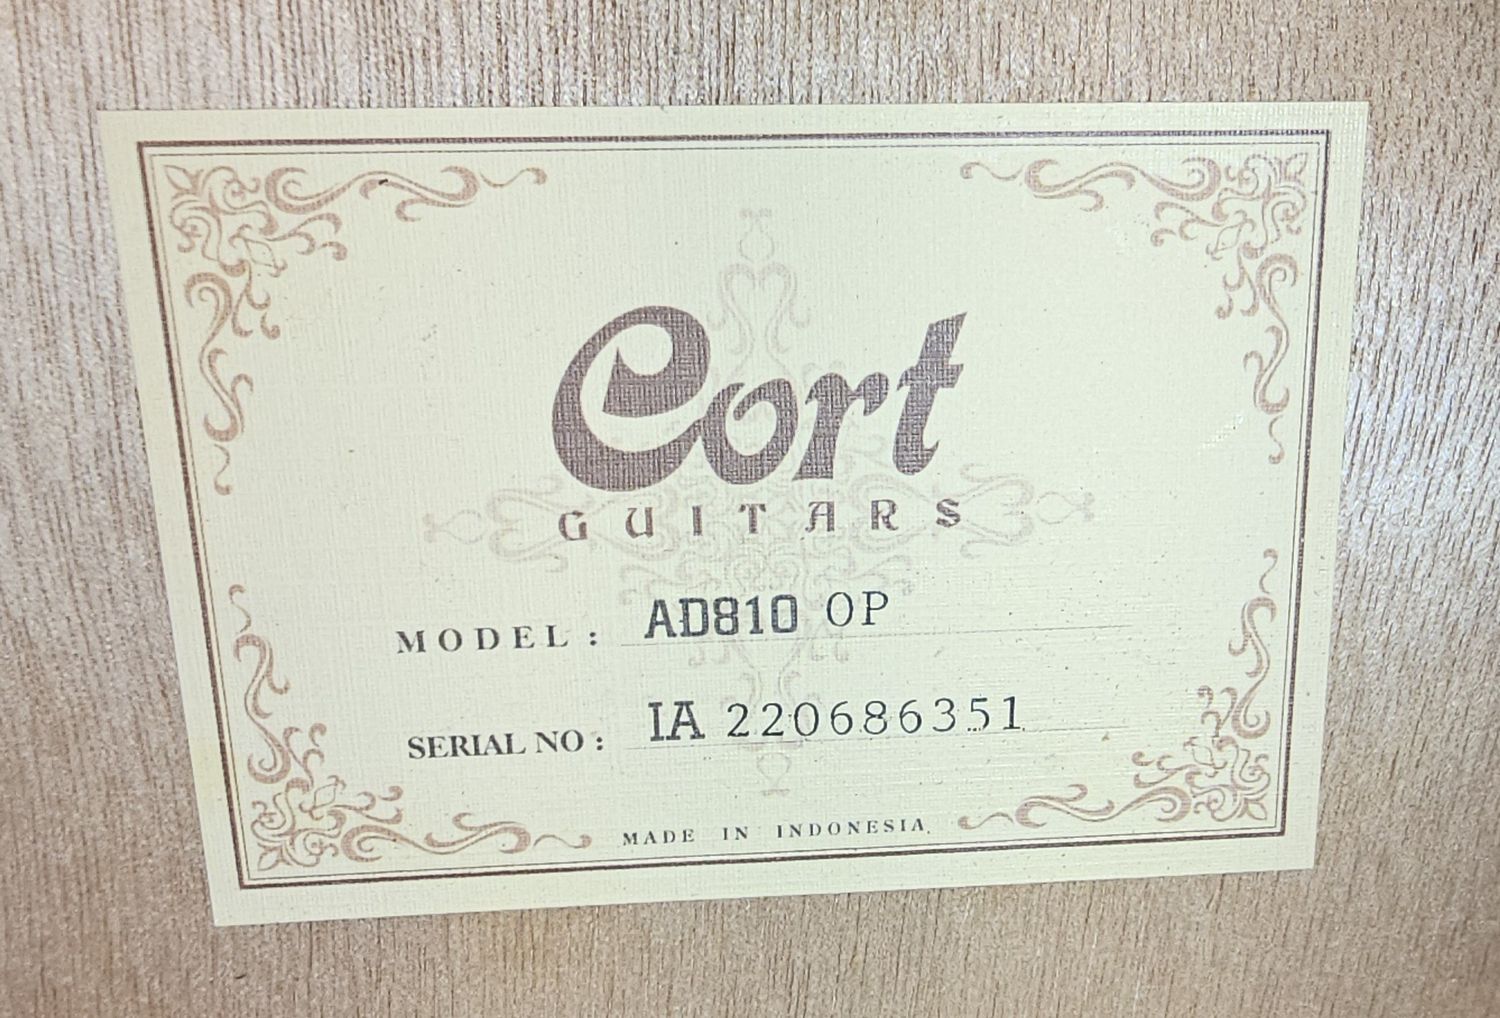 Cort
GUITARS
MODEL: AD810 OP
SERIAL NO: IA 220686351
MADE IN INDONESIA.